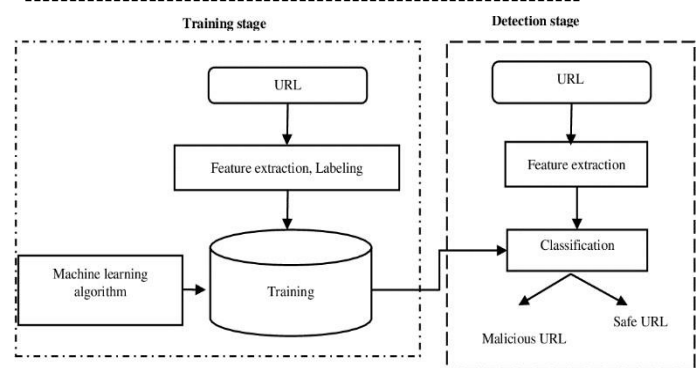 Training stage
Detection stage
URL
Feature extraction, Labeling
Machine learning
algorithm
Training
URL
Feature extraction
Classification
Malicious URL
Safe URL